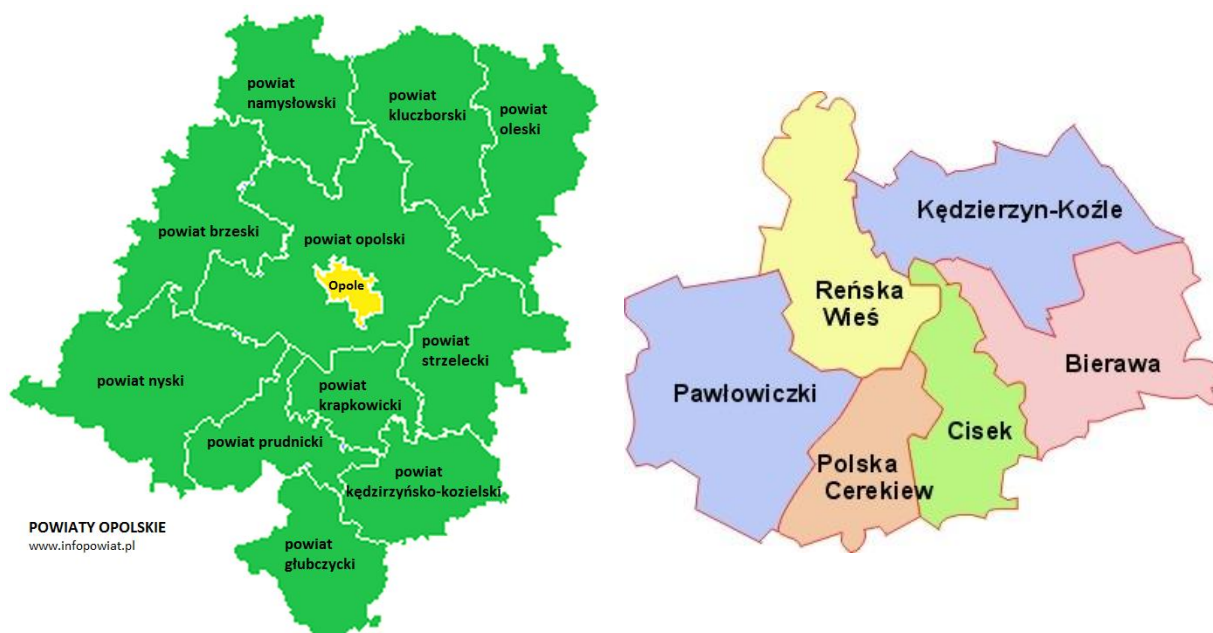 powiat
namysłowski
powiat
kluczborski
powiat
oleski
powiat brzeski
powiat opolski
Opole
powiat
strzelecki
powiat nyski
powiat
krapkowicki
powiat prudnicki
powiat
kędzirzyńsko-kozielski
POWIATY OPOLSKIE
www.infopowiat.pl
powiat
głubczycki
Kędzierzyn-Koźle
Reńska
Wieś
Bierawa
Pawłowiczki
Cisek
Polska
Cerekiew